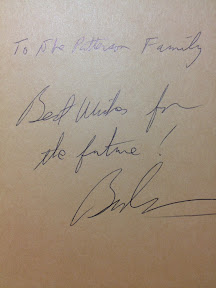 To the Patterson Family
Best Wishes for
the future!